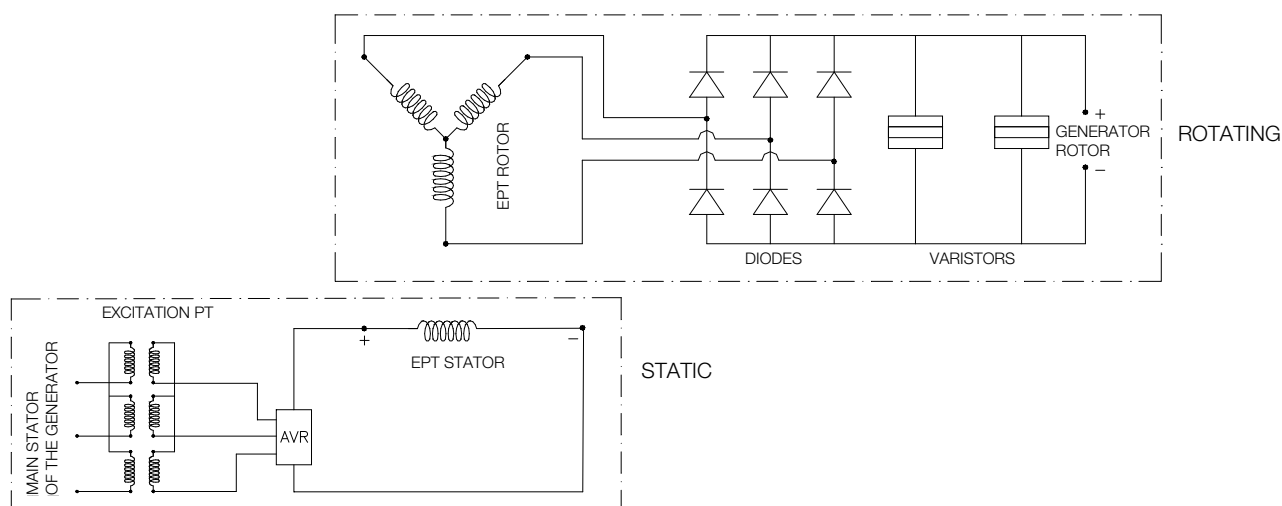 EPT ROTOR
DIODES
VARISTORS
+
GENERATOR
ROTOR
−
ROTATING
EXCITATION PT
MAIN STATOR
OF THE GENERATOR
AVR
+
EPT STATOR
−
STATIC